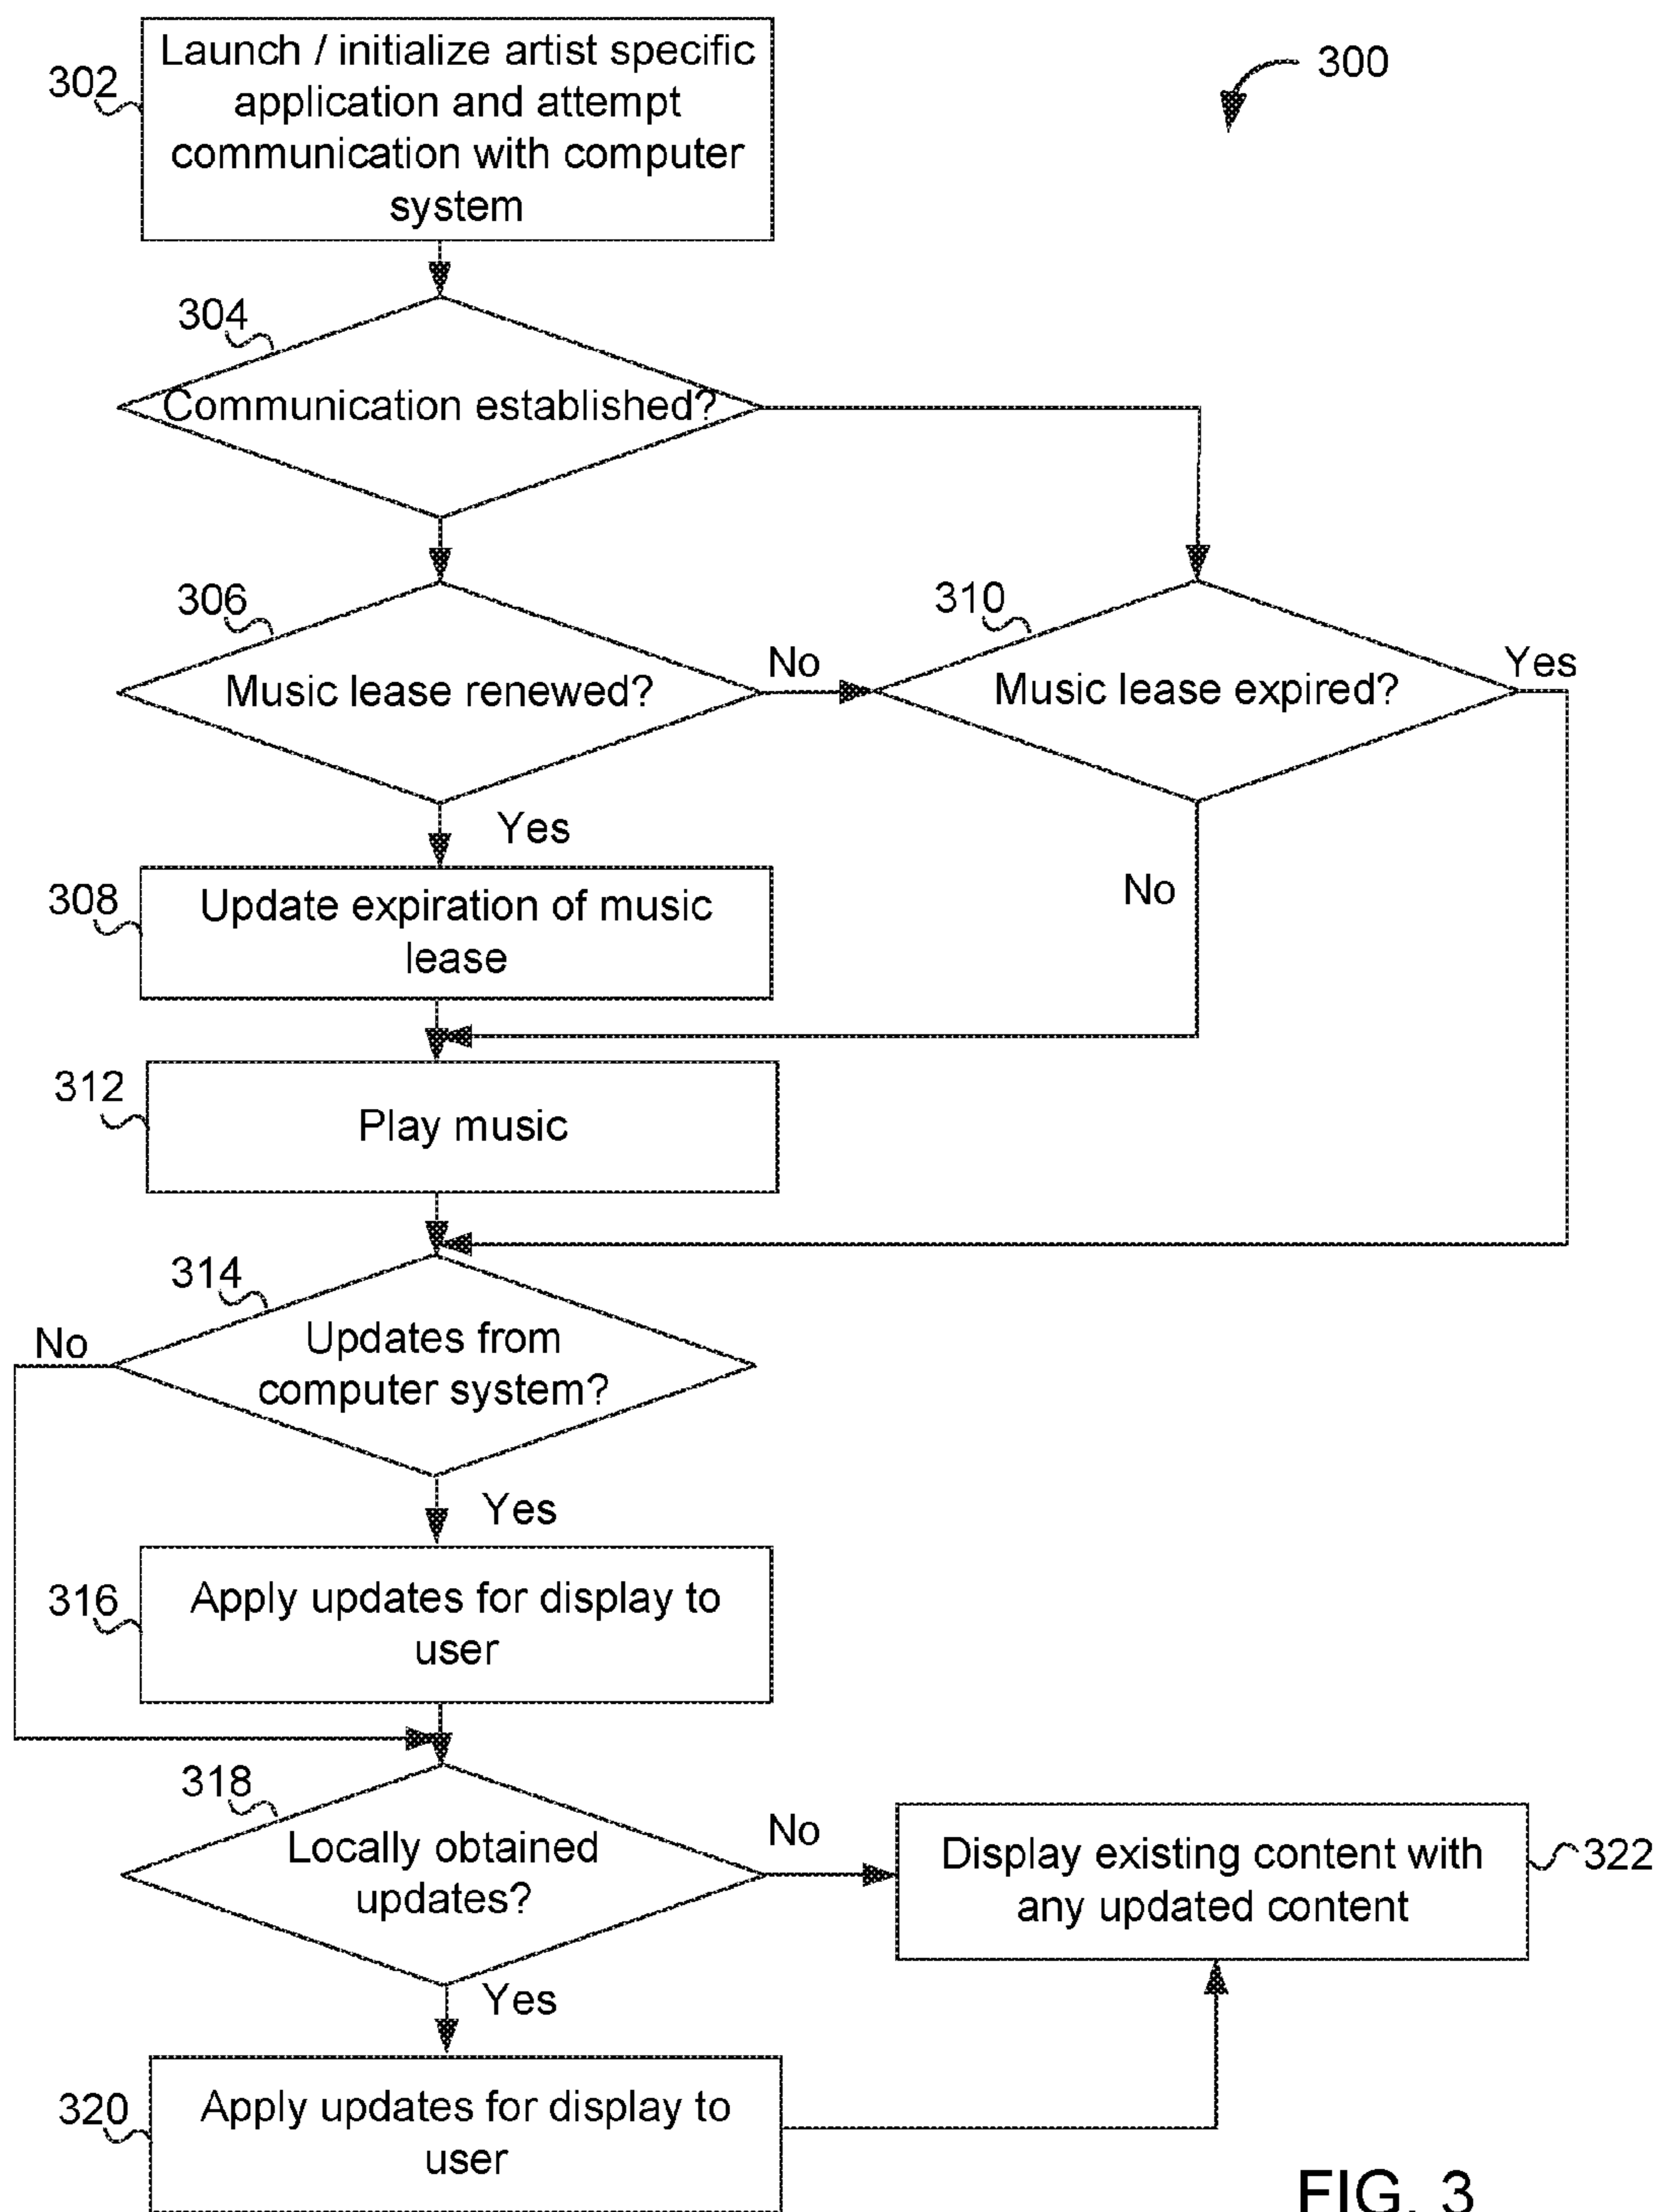 Launch / initialize artist specific
application and attempt
communication with computer
system
302
300
304
Communication established?
306
Music lease renewed?
No
310
Music lease expired?
Yes
Yes
No
308
Update expiration of music
lease
312
Play music
314
No
Updates from
computer system?
Yes
316
Apply updates for display to
user
318
Locally obtained
updates?
No
Display existing content with
any updated content
322
Yes
320
Apply updates for display to
user
FIG. 3